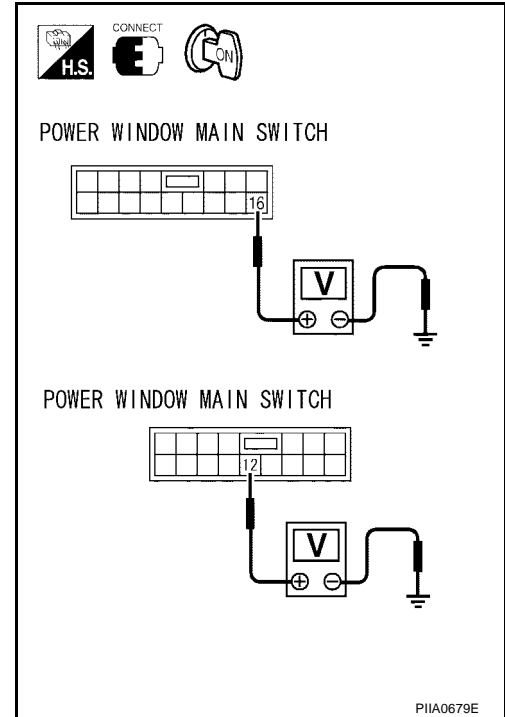 CONNECT
H.S.
ON
POWER WINDOW MAIN SWITCH
16
V
+ −
POWER WINDOW MAIN SWITCH
12
V
+ −
PIIA0679E